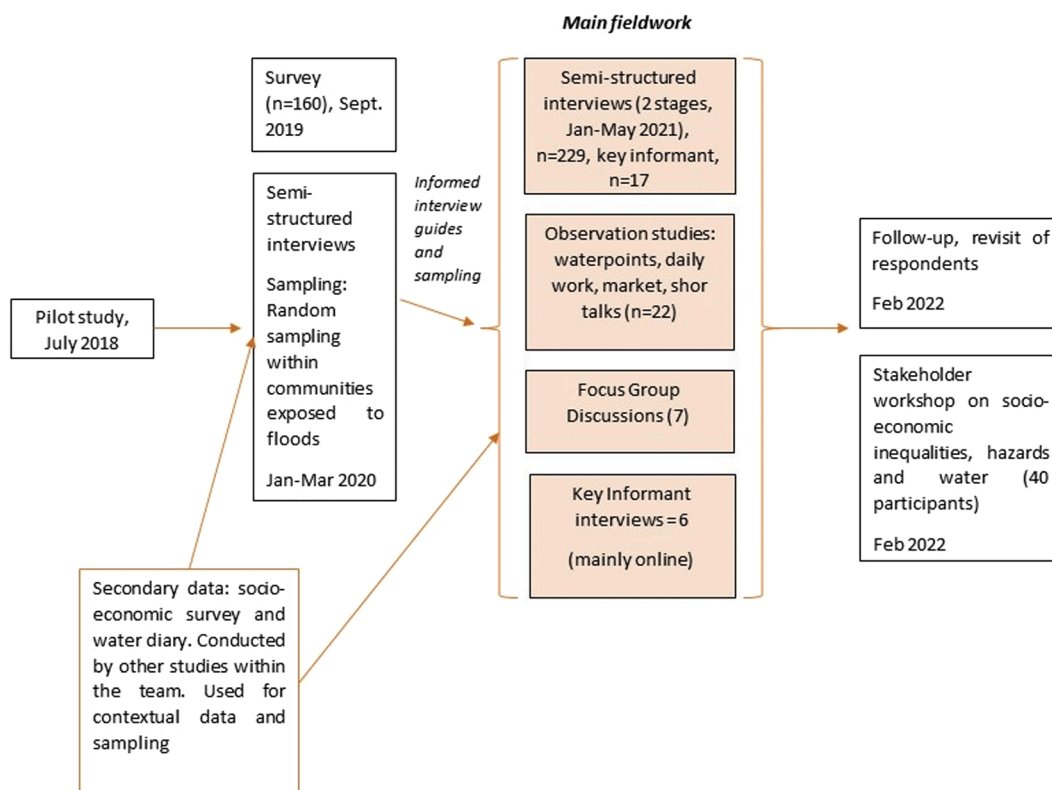 Main fieldwork
Survey
(n=160), Sept.
2019
Semi-
structured
interviews
Sampling:
Random
sampling
within
communities
exposed to
floods
Jan-Mar 2020
Informed
interview
guides
and
sampling
Pilot study,
July 2018
Secondary data: socio-
economic survey and
water diary. Conducted
by other studies within
the team. Used for
contextual data and
sampling
Semi-structured
interviews (2 stages,
Jan-May 2021),
n=229, key informant,
n=17
Observation studies:
waterpoints, daily
work, market, shor
talks (n=22)
Focus Group
Discussions (7)
Key Informant
interviews = 6
(mainly online)
Follow-up, revisit of
respondents
Feb 2022
Stakeholder
workshop on socio-
economic
inequalities, hazards
and water (40
participants)
Feb 2022